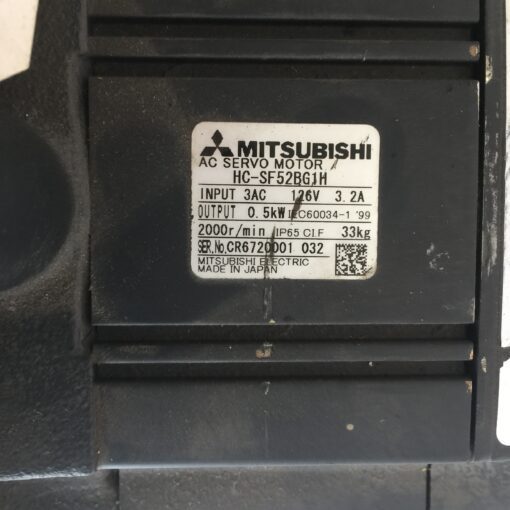 MITSUBISHI
AC SERVO MOTOR
HC-SF52BG1H
INPUT 3AC 126V 3.2A
OUTPUT 0.5kW IEC60034-1 '99
2000r/min IP65 CI.F 33kg
SER.No.CR6720001 032
MITSUBISHI ELECTRIC
MADE IN JAPAN